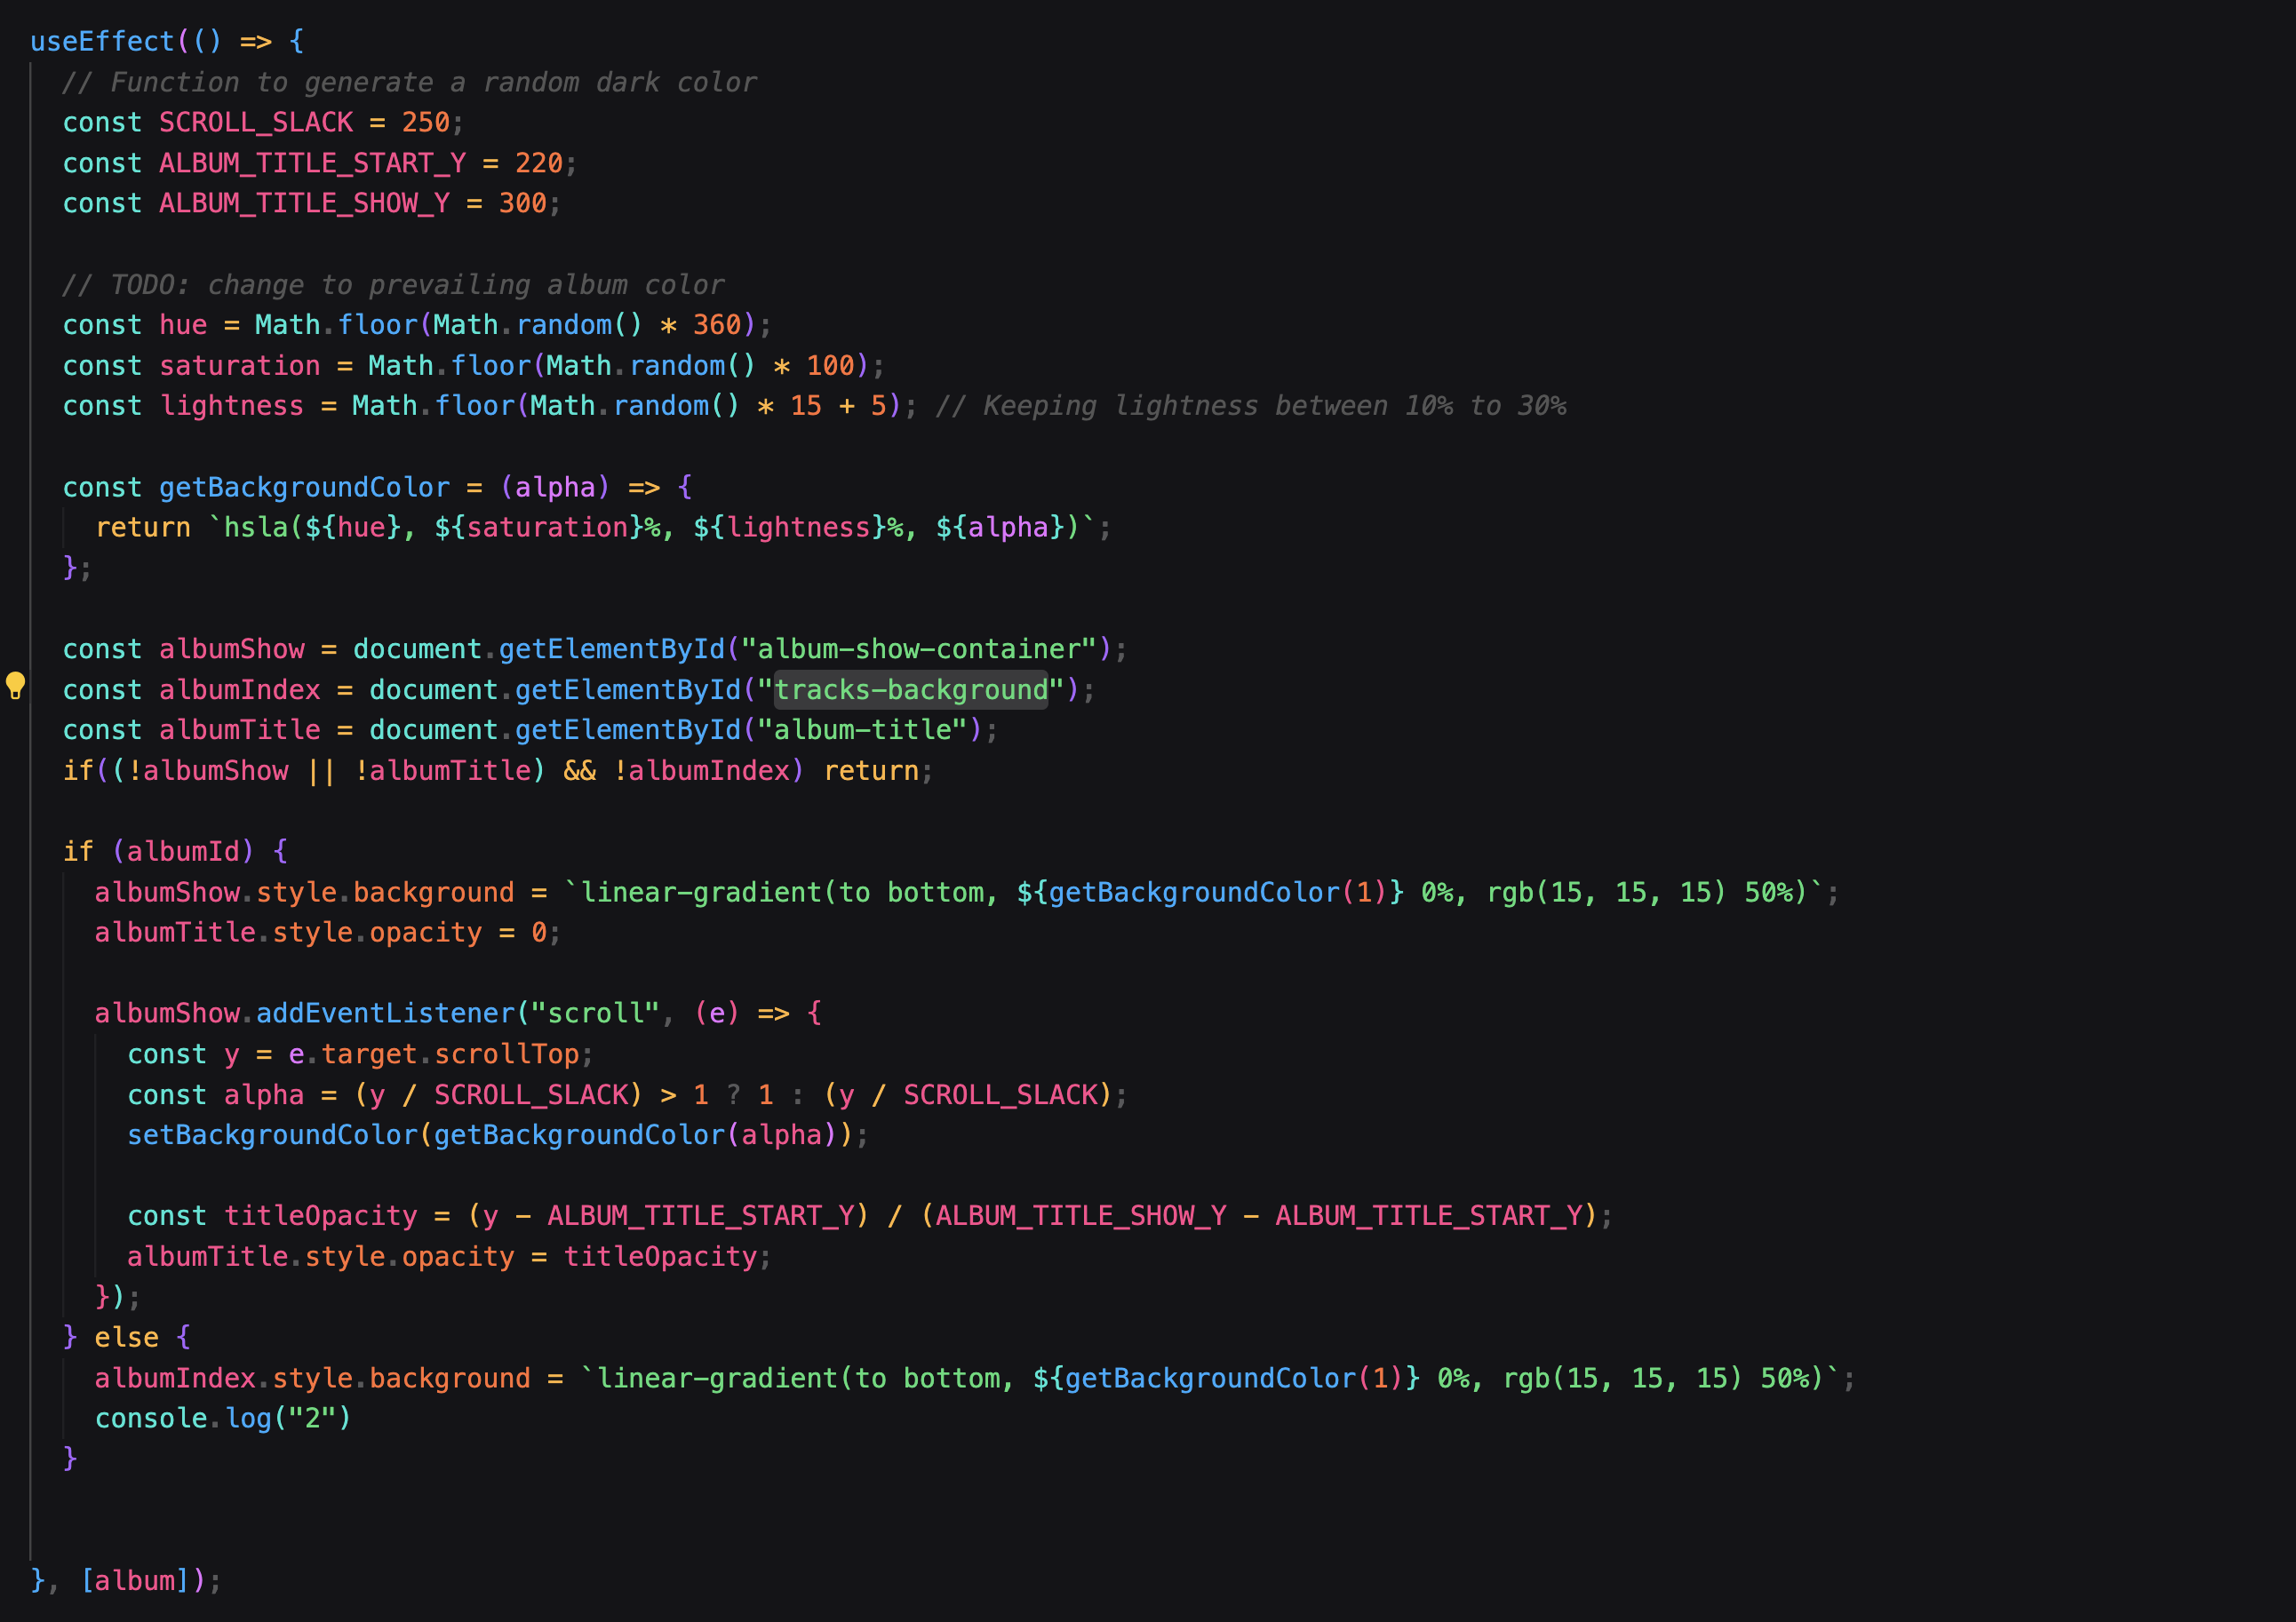 useEffect(() => {
// Function to generate a random dark color
const SCROLL_SLACK = 250;
const ALBUM_TITLE_START_Y = 220;
const ALBUM_TITLE_SHOW_Y = 300;
// TODO: change to prevailing album color
const hue = Math.floor(Math.random() * 360);
const saturation = Math.floor(Math.random() * 100);
const lightness = Math.floor(Math.random() * 15 + 5); // Keeping lightness between 10% to 30%
const getBackgroundColor = (alpha) => {
return `hsla(${hue}, ${saturation}%, ${lightness}%, ${alpha})`;
};
const albumShow = document.getElementById("album-show-container");
const albumIndex = document.getElementById("tracks-background");
const albumTitle = document.getElementById("album-title");
if((!albumShow || !albumTitle) && !albumIndex) return;
if (albumId) {
albumShow.style.background = `linear-gradient(to bottom, ${getBackgroundColor(1)} 0%, rgb(15, 15, 15) 50%)`;
albumTitle.style.opacity = 0;
albumShow.addEventListener("scroll", (e) => {
const y = e.target.scrollTop;
const alpha = (y / SCROLL_SLACK) > 1 ? 1 : (y / SCROLL_SLACK);
setBackgroundColor(getBackgroundColor(alpha));
const titleOpacity = (y - ALBUM_TITLE_START_Y) / (ALBUM_TITLE_SHOW_Y - ALBUM_TITLE_START_Y);
albumTitle.style.opacity = titleOpacity;
});
} else {
albumIndex.style.background = `linear-gradient(to bottom, ${getBackgroundColor(1)} 0%, rgb(15, 15, 15) 50%)`;
console.log("2")
}
}, [album]);